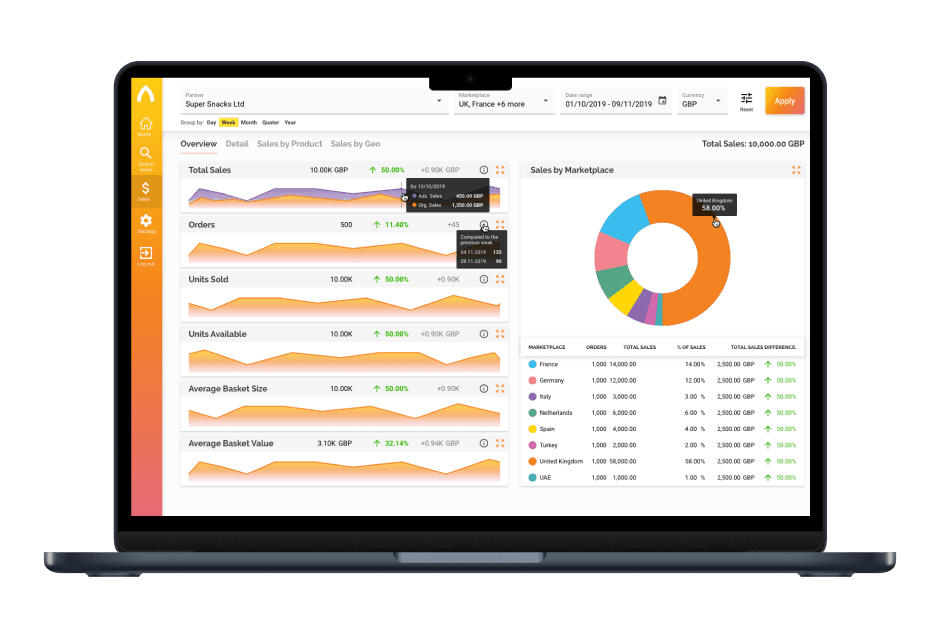 Partner
Super Snacks Ltd
Marketplace
UK, France +6 more
Date range
01/10/2019 - 09/11/2019
Currency
GBP
Reset
Apply
Group by: Day Week Month Quater Year
Home
Search
terms
Sales
Settings
Log out
Overview Detail Sales by Product Sales by Geo
Total Sales: 10,000.00 GBP
Total Sales 10.00K GBP 50.00% +0.90K GBP
for 13/10/2019
Ads. Sales 450.00 GBP
Org. Sales 1,350.00 GBP
Orders 500 11.40% +45
Compared to the
previous week
04.11.2019 135
28.11.2019 90
Units Sold 10.00K 50.00% +0.90K
Units Available 10.00K 50.00% +0.90K GBP
Average Basket Size 10.00K 50.00% +0.90K
Average Basket Value 3.10K GBP 32.14% +0.94K GBP
Sales by Marketplace
United Kingdom
58.00%
MARKETPLACE ORDERS TOTAL SALES % OF SALES TOTAL SALES DIFFERENCE.
France 1,000 14,000.00 14.00% 2,500.00 GBP 50.00%
Germany 1,000 12,000.00 12.00% 2,500.00 GBP 50.00%
Italy 1,000 3,000.00 3.00 % 2,500.00 GBP 50.00%
Netherlands 1,000 6,000.00 6.00 % 2,500.00 GBP 50.00%
Spain 1,000 4,000.00 4.00 % 2,500.00 GBP 50.00%
Turkey 1,000 2,000.00 2.00 % 2,500.00 GBP 50.00%
United Kingdom 1,000 58,000.00 58.00% 2,500.00 GBP 50.00%
UAE 1,000 1,000.00 1.00 % 2,500.00 GBP 50.00%